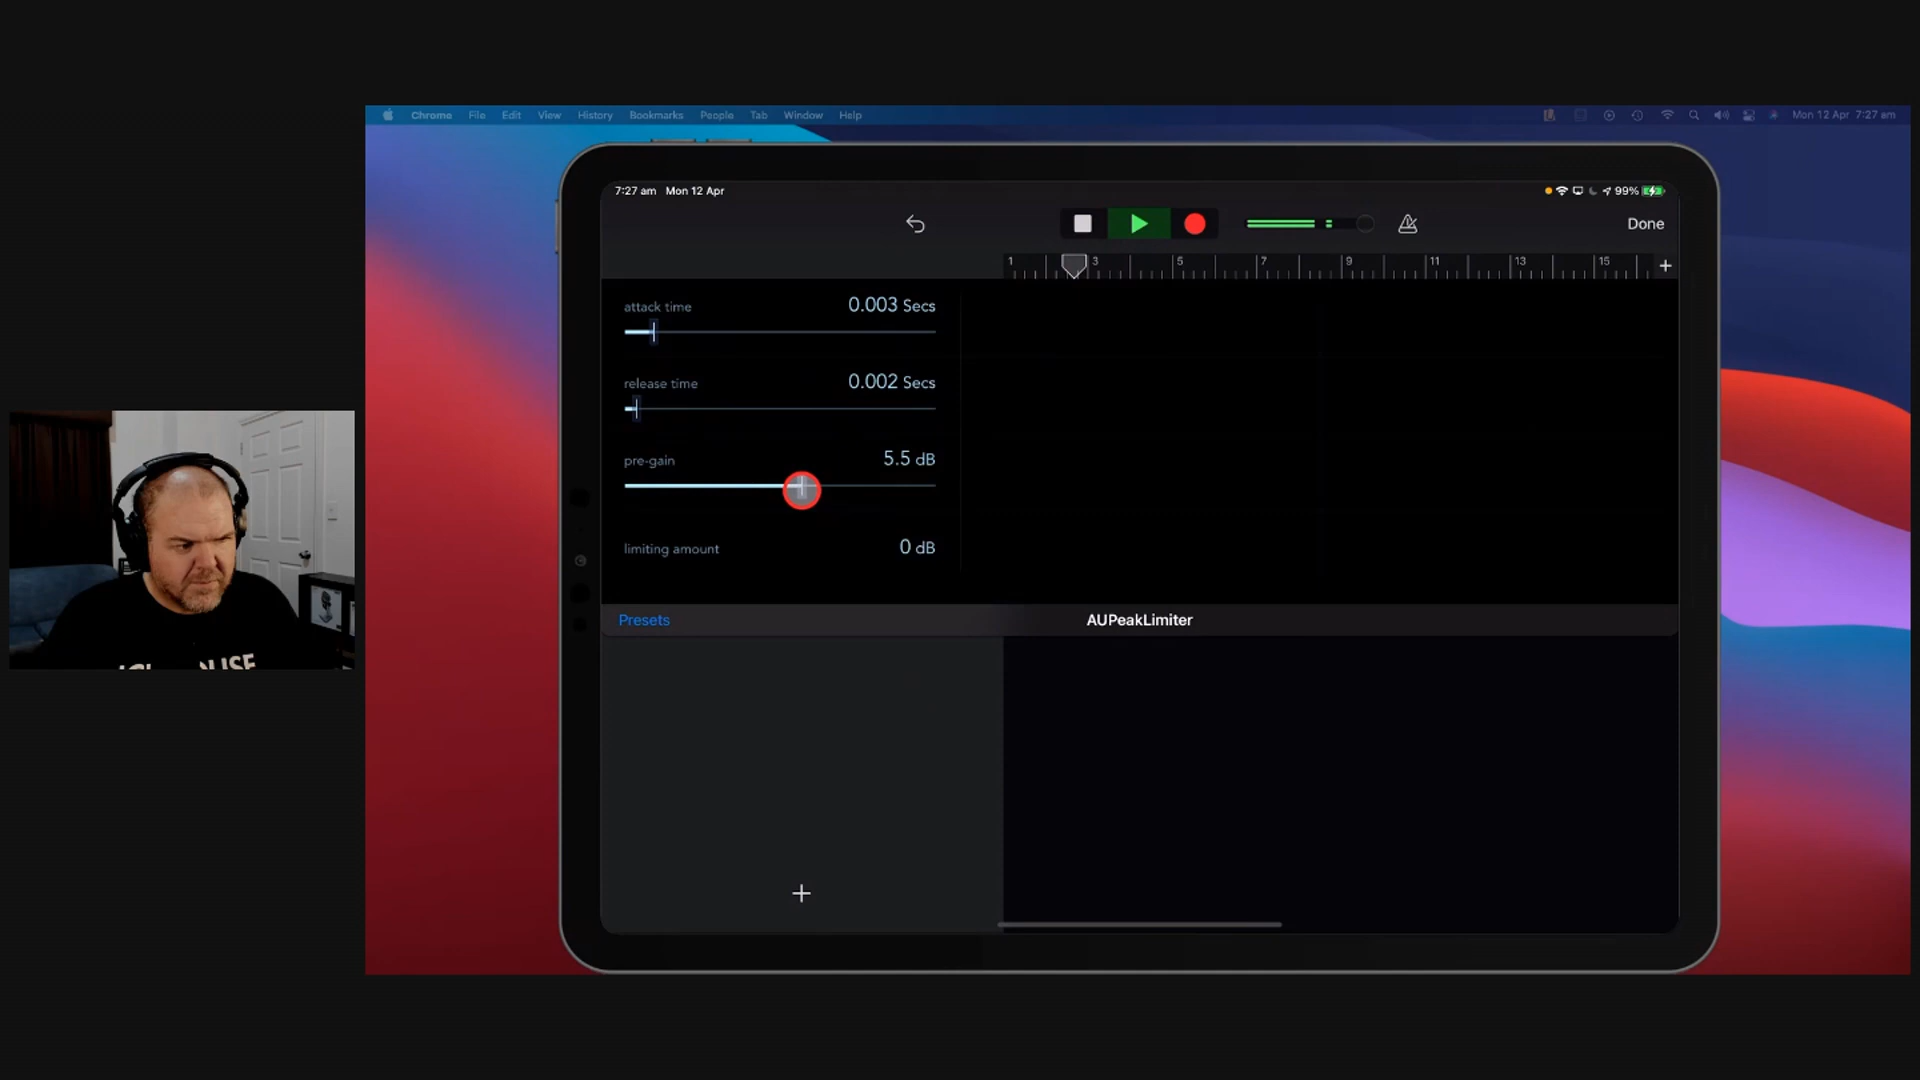 Chrome File Edit View History Bookmarks People Tab Window Help Mon 12 Apr 7:27 am
7:27 am Mon 12 Apr 99%
Done
1 3 5 7 9 11 13 15
attack time 0.003 Secs
release time 0.002 Secs
pre-gain 5.5 dB
limiting amount 0 dB
Presets AUPeakLimiter